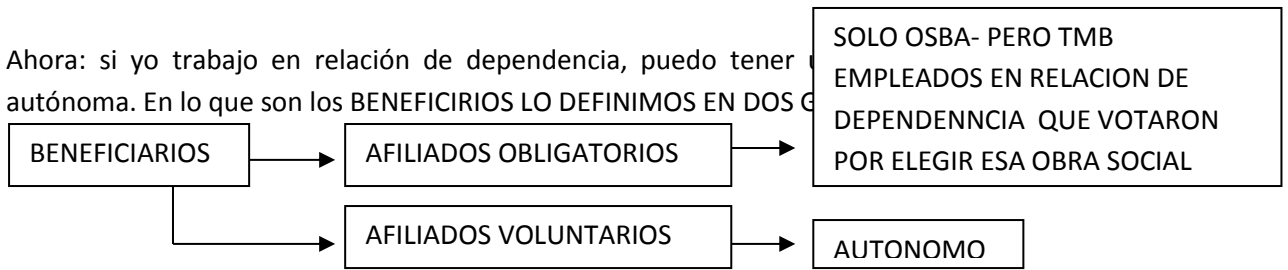 Ahora: si yo trabajo en relación de dependencia, puedo tener
autónoma. En lo que son los BENEFICIRIOS LO DEFINIMOS EN DOS
SOLO OSBA- PERO TMB
EMPLEADOS EN RELACION DE
DEPENDENNCIA QUE VOTARON
POR ELEGIR ESA OBRA SOCIAL
BENEFICIARIOS
AFILIADOS OBLIGATORIOS
AFILIADOS VOLUNTARIOS
AUTONOMO